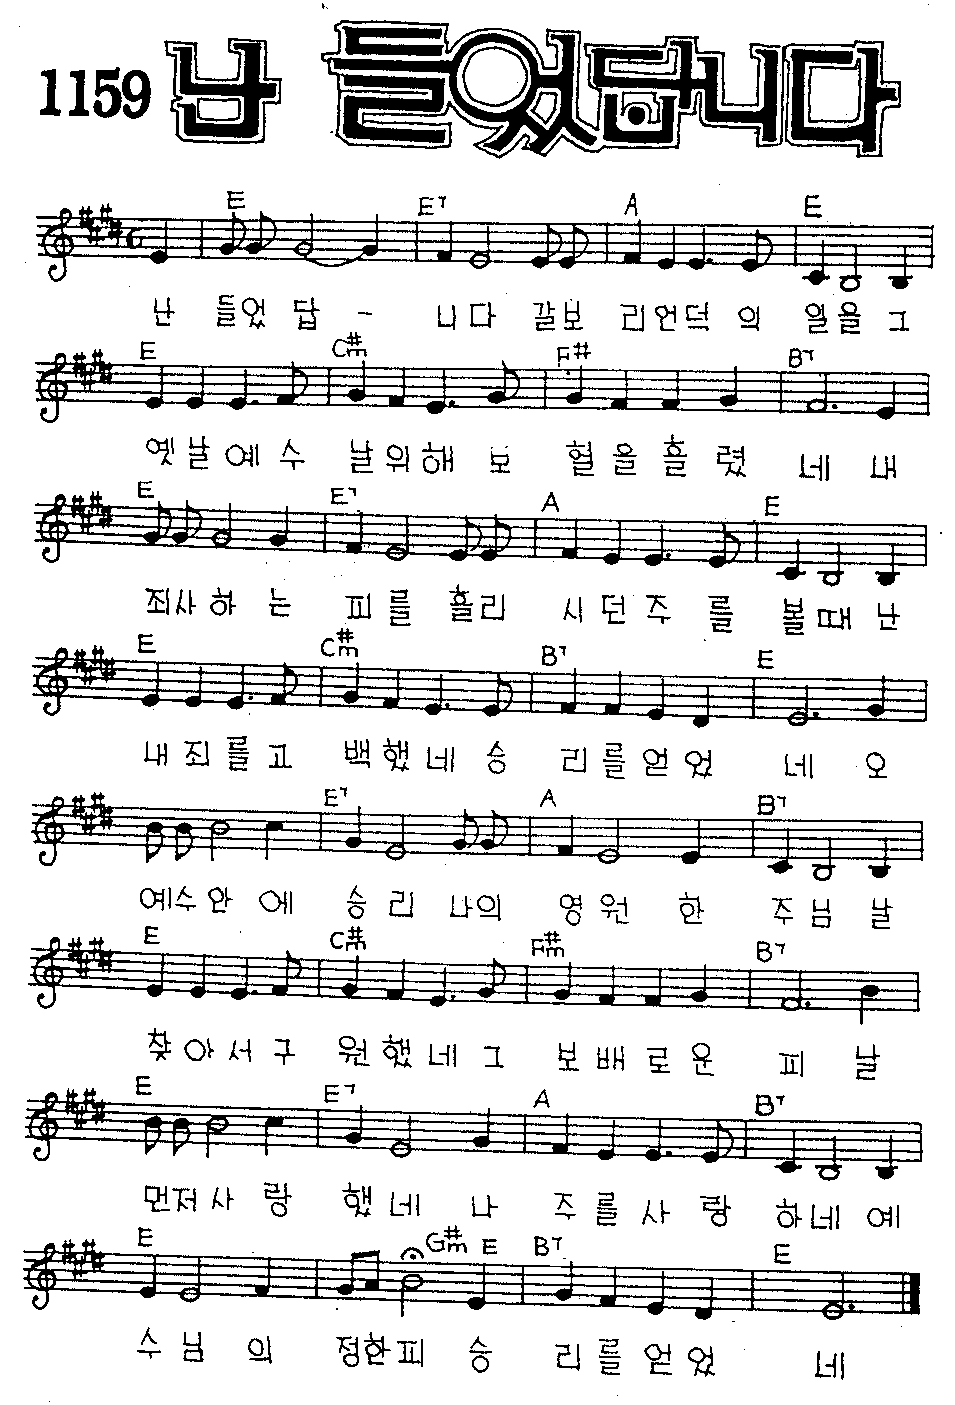 1159 남 들었답니다
E E7 A E
난 들었답 - 니다 갈보 리언덕의 일을 그
E C#m F# B7
옛날예수 날위해보 혈을흘렸 네 내
E E7 A E
죄사하는 피를 흘리 시던주를 볼때 난
E C#m B7 E
내죄를고 백했네승 리를얻었 네 오
E7 A B7
예수안에 승리 나의 영원한 주님 날
E C#m F#m B7
찾아서구 원했네그 보배로운 피 날
E E7 A B7
먼저사랑 했네 나 주를사랑 하네 예
E G#m E B7 E
수님의 정한피 승 리를얻었 네